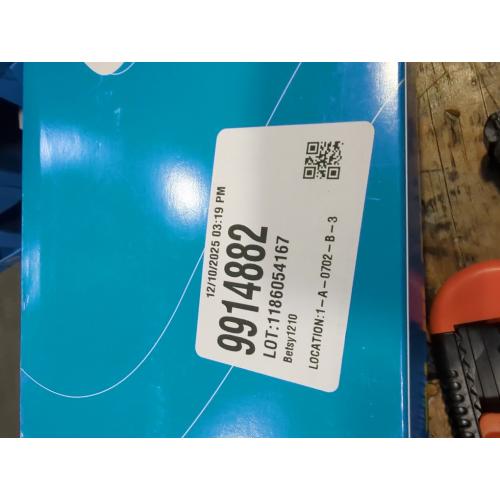 12/10/2025 03:19 PM
9914882
LOT:1186054167
Betsy1210
LOCATION:1-A-0702-B-3